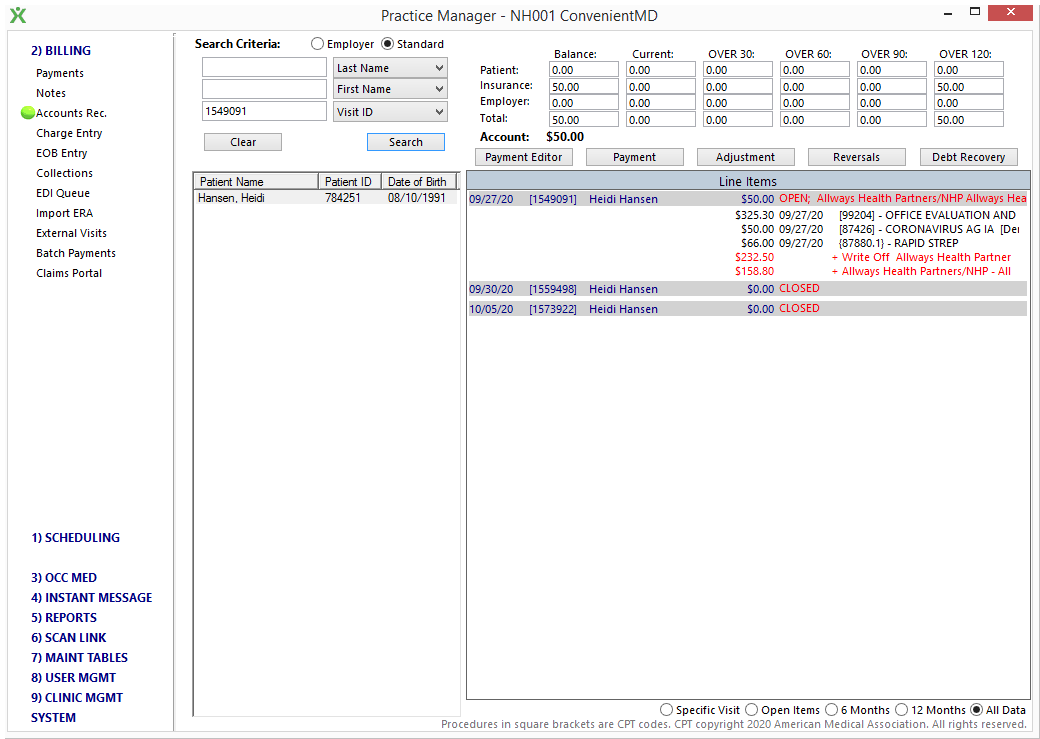 Practice Manager - NH001 ConvenientMD
2) BILLING
Payments
Notes
Accounts Rec.
Charge Entry
EOB Entry
Collections
EDI Queue
Import ERA
External Visits
Batch Payments
Claims Portal
1) SCHEDULING
3) OCC MED
4) INSTANT MESSAGE
5) REPORTS
6) SCAN LINK
7) MAINT TABLES
8) USER MGMT
9) CLINIC MGMT
SYSTEM
Search Criteria: Employer Standard
Last Name
First Name
1549091 Visit ID
Clear Search
Patient Name Patient ID Date of Birth
Hansen, Heidi 784251 08/10/1991
Balance: Current: OVER 30: OVER 60: OVER 90: OVER 120:
Patient: 0.00 0.00 0.00 0.00 0.00 0.00
Insurance: 50.00 0.00 0.00 0.00 0.00 50.00
Employer: 0.00 0.00 0.00 0.00 0.00 0.00
Total: 50.00 0.00 0.00 0.00 0.00 50.00
Account: $50.00
Payment Editor Payment Adjustment Reversals Debt Recovery
Line Items
09/27/20 [1549091] Heidi Hansen $50.00 OPEN; Allways Health Partners/NHP Allways Hea
$325.30 09/27/20 [99204] - OFFICE EVALUATION AND
$50.00 09/27/20 [87426] - CORONAVIRUS AG IA [De
$66.00 09/27/20 {87880.1} - RAPID STREP
$232.50 + Write Off Allways Health Partner
$158.80 + Allways Health Partners/NHP - All
09/30/20 [1559498] Heidi Hansen $0.00 CLOSED
10/05/20 [1573922] Heidi Hansen $0.00 CLOSED
Specific Visit Open Items 6 Months 12 Months All Data
Procedures in square brackets are CPT codes. CPT copyright 2020 American Medical Association. All rights reserved.